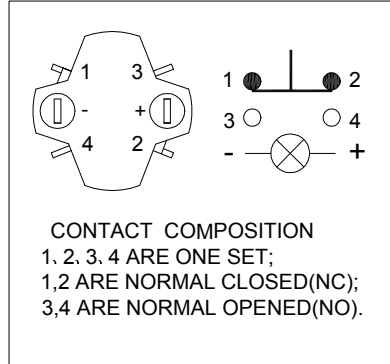 1 3
- +
4 2
1 2
3 4
- +
CONTACT COMPOSITION
1、2、3、4 ARE ONE SET;
1,2 ARE NORMAL CLOSED(NC);
3,4 ARE NORMAL OPENED(NO).